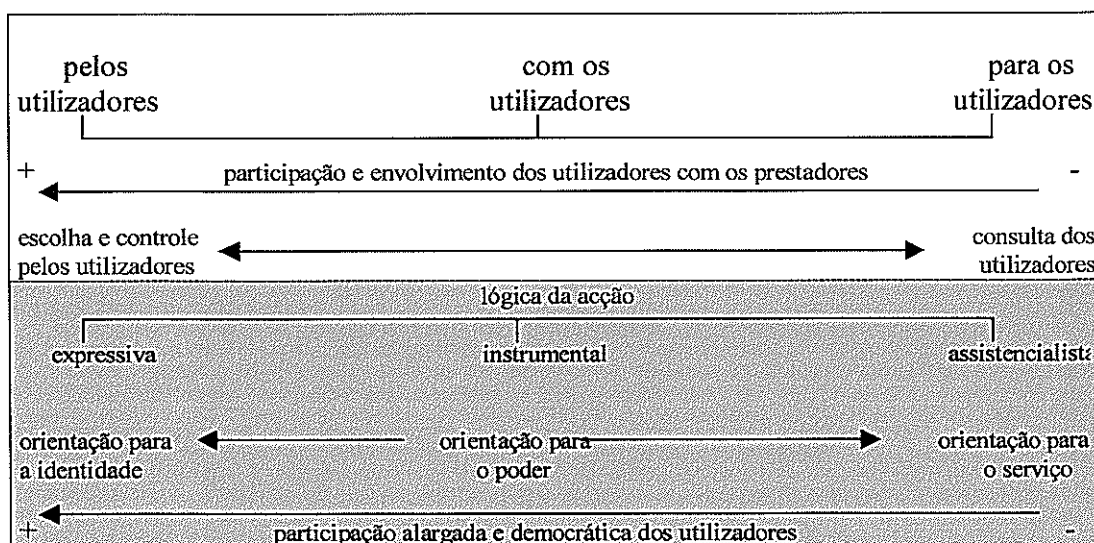 pelos com os para os
utilizadores utilizadores utilizadores
+ participação e envolvimento dos utilizadores com os prestadores -
escolha e controle consulta dos
pelos utilizadores utilizadores
lógica da acção
expressiva instrumental assistencialista
orientação para orientação para orientação para
a identidade o poder o serviço
+ participação alargada e democrática dos utilizadores -